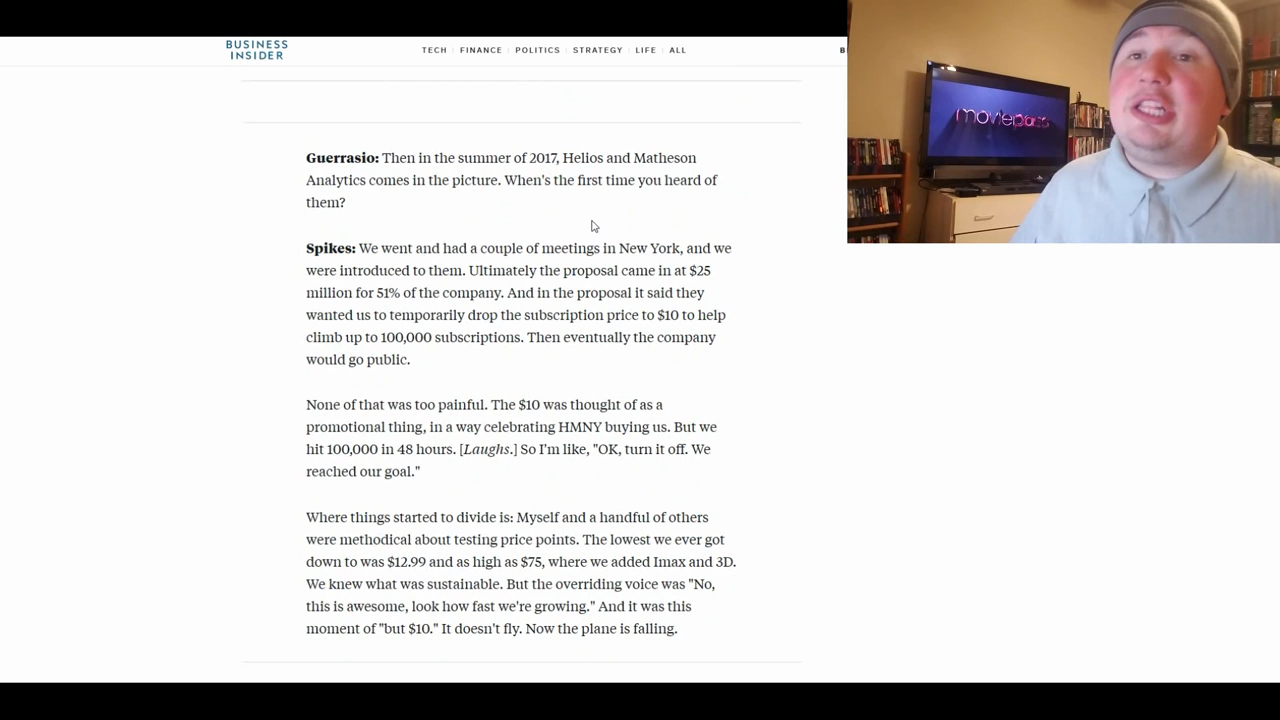 BUSINESS
INSIDER
TECH FINANCE POLITICS STRATEGY LIFE ALL
moviepass
Guerrasio: Then in the summer of 2017, Helios and Matheson
Analytics comes in the picture. When's the first time you heard of
them?
Spikes: We went and had a couple of meetings in New York, and we
were introduced to them. Ultimately the proposal came in at $25
million for 51% of the company. And in the proposal it said they
wanted us to temporarily drop the subscription price to $10 to help
climb up to 100,000 subscriptions. Then eventually the company
would go public.
None of that was too painful. The $10 was thought of as a
promotional thing, in a way celebrating HMNY buying us. But we
hit 100,000 in 48 hours. [Laughs.] So I'm like, "OK, turn it off. We
reached our goal."
Where things started to divide is: Myself and a handful of others
were methodical about testing price points. The lowest we ever got
down to was $12.99 and as high as $75, where we added Imax and 3D.
We knew what was sustainable. But the overriding voice was "No,
this is awesome, look how fast we're growing." And it was this
moment of "but $10." It doesn't fly. Now the plane is falling.